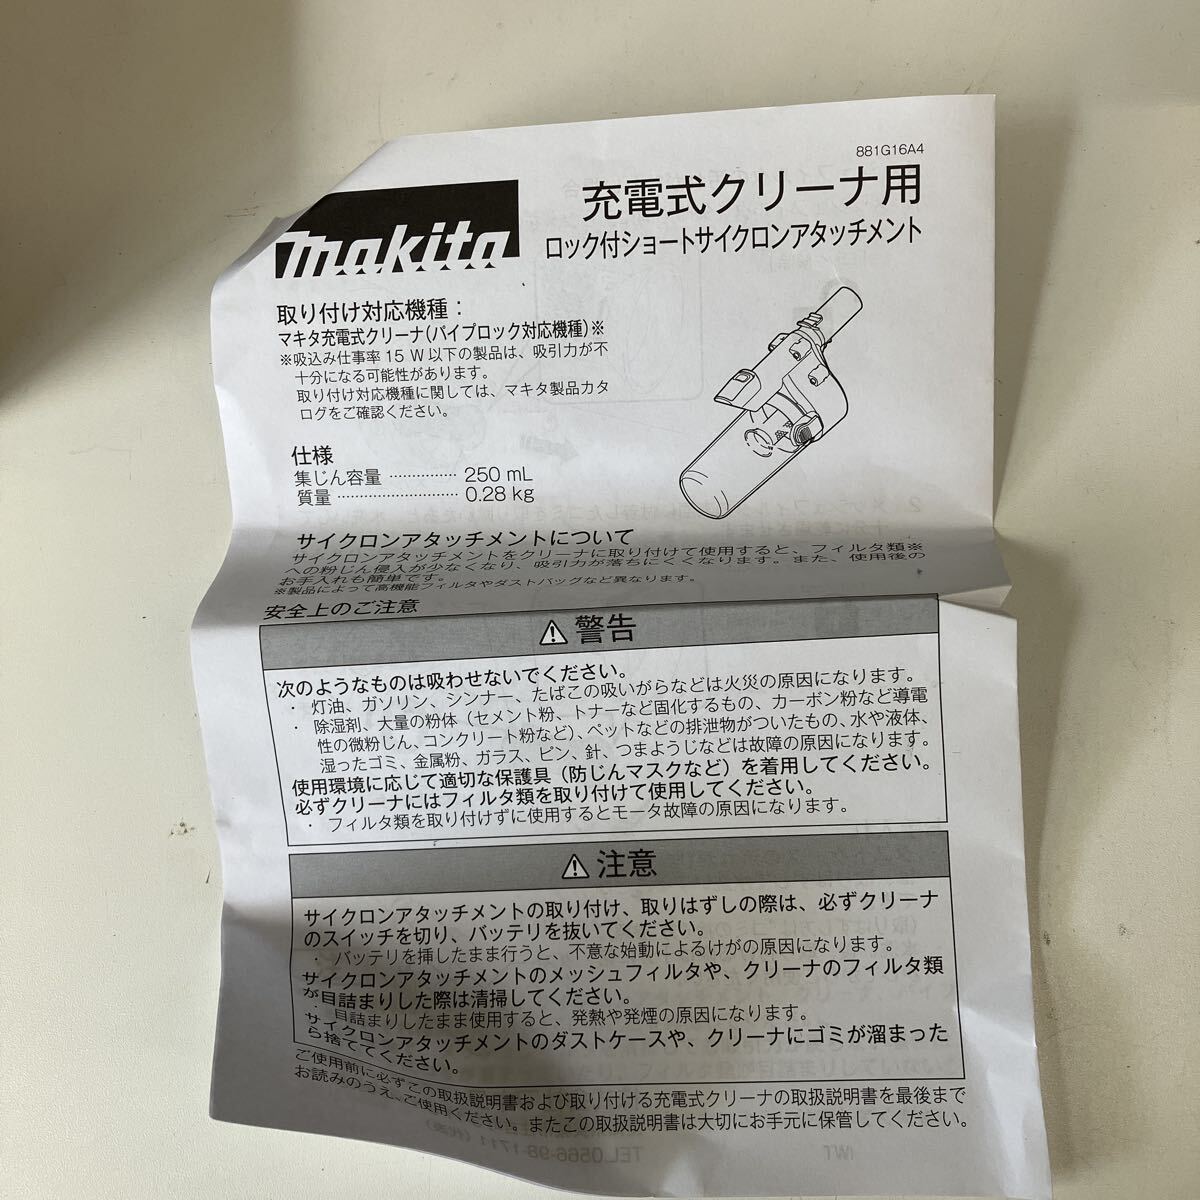 881G16A4
makita
充電式クリーナ用
ロック付ショートサイクロンアタッチメント
取り付け対応機種：
マキタ充電式クリーナ(パイプロック対応機種)※
※吸込み仕事率 15 W 以下の製品は、吸引力が不
十分になる可能性があります。
取り付け対応機種に関しては、マキタ製品カタ
ログをご確認ください。
仕様
集じん容量 ··············· 250 mL
質量 ··························· 0.28 kg
サイクロンアタッチメントについて
サイクロンアタッチメントをクリーナに取り付けて使用すると、フィルタ類※
への粉じん侵入が少なくなり、吸引力が落ちにくくなります。また、使用後の
お手入れも簡単です。
※製品によって高機能フィルタやダストバッグなど異なります。
安全上のご注意
⚠ 警告
次のようなものは吸わせないでください。
・ 灯油、ガソリン、シンナー、たばこの吸いがらなどは火災の原因になります。
・ 除湿剤、大量の粉体（セメント粉、トナーなど固化するもの、カーボン粉など導電
性の微粉じん、コンクリート粉など）、ペットなどの排泄物がついたもの、水や液体、
湿ったゴミ、金属粉、ガラス、ピン、針、つまようじなどは故障の原因になります。
使用環境に応じて適切な保護具（防じんマスクなど）を着用してください。
必ずクリーナにはフィルタ類を取り付けて使用してください。
・ フィルタ類を取り付けずに使用するとモータ故障の原因になります。
⚠ 注意
サイクロンアタッチメントの取り付け、取りはずしの際は、必ずクリーナ
のスイッチを切り、バッテリを抜いてください。
・ バッテリを挿したまま行うと、不意な始動によるけがの原因になります。
サイクロンアタッチメントのメッシュフィルタや、クリーナのフィルタ類
が目詰まりした際は清掃してください。
・ 目詰まりしたまま使用すると、発熱や発煙の原因になります。
サイクロンアタッチメントのダストケースや、クリーナにゴミが溜まった
ら捨ててください。
ご使用前に必ずこの取扱説明書および取り付ける充電式クリーナの取扱説明書を最後まで
お読みのうえ、ご使用ください。またこの取扱説明書は大切にお手元に保管してください。
TEL.0566-98-1711 (代表)